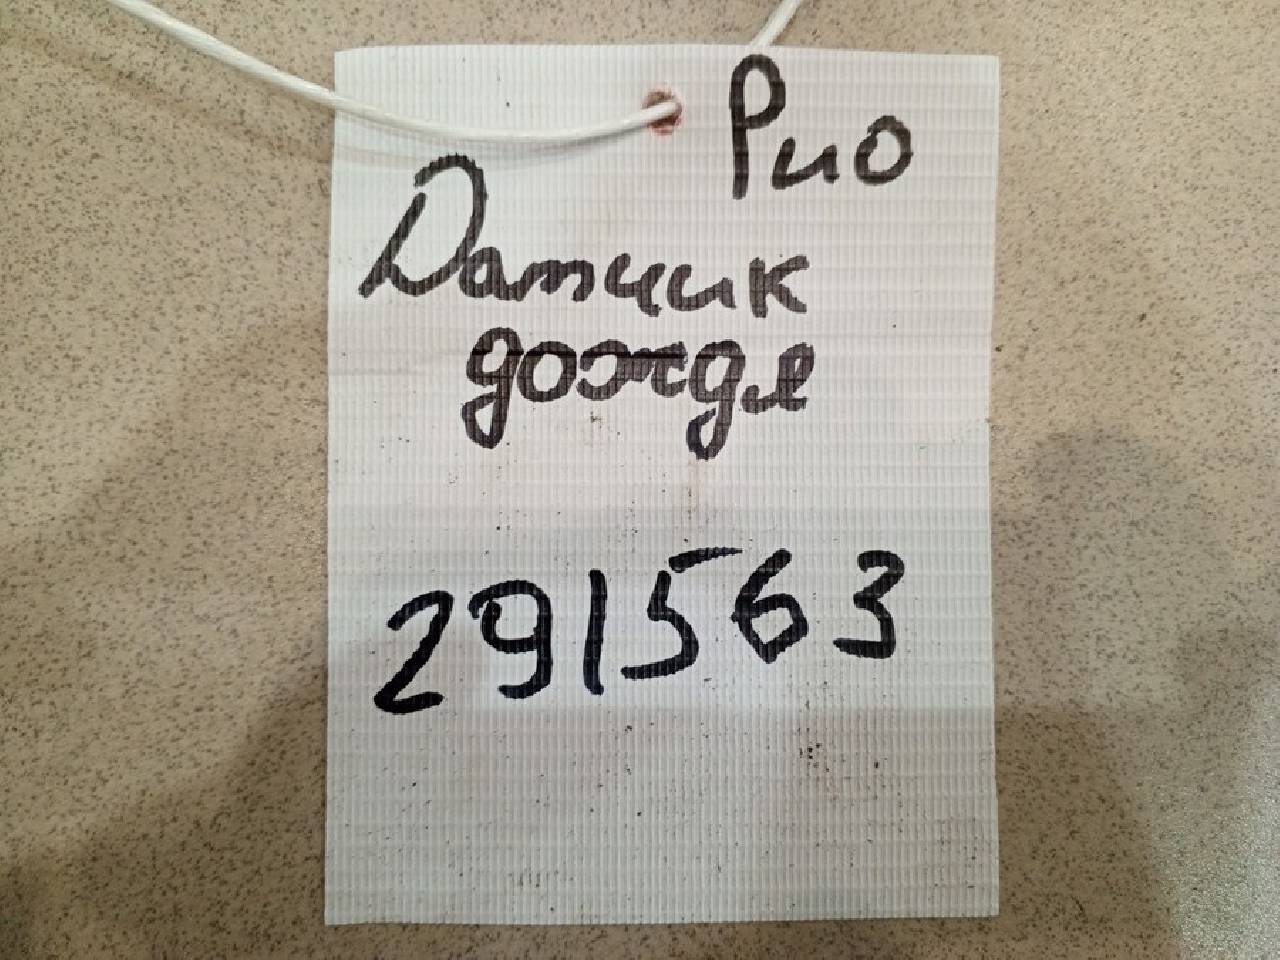 Рио
Датчик
дождя
291563